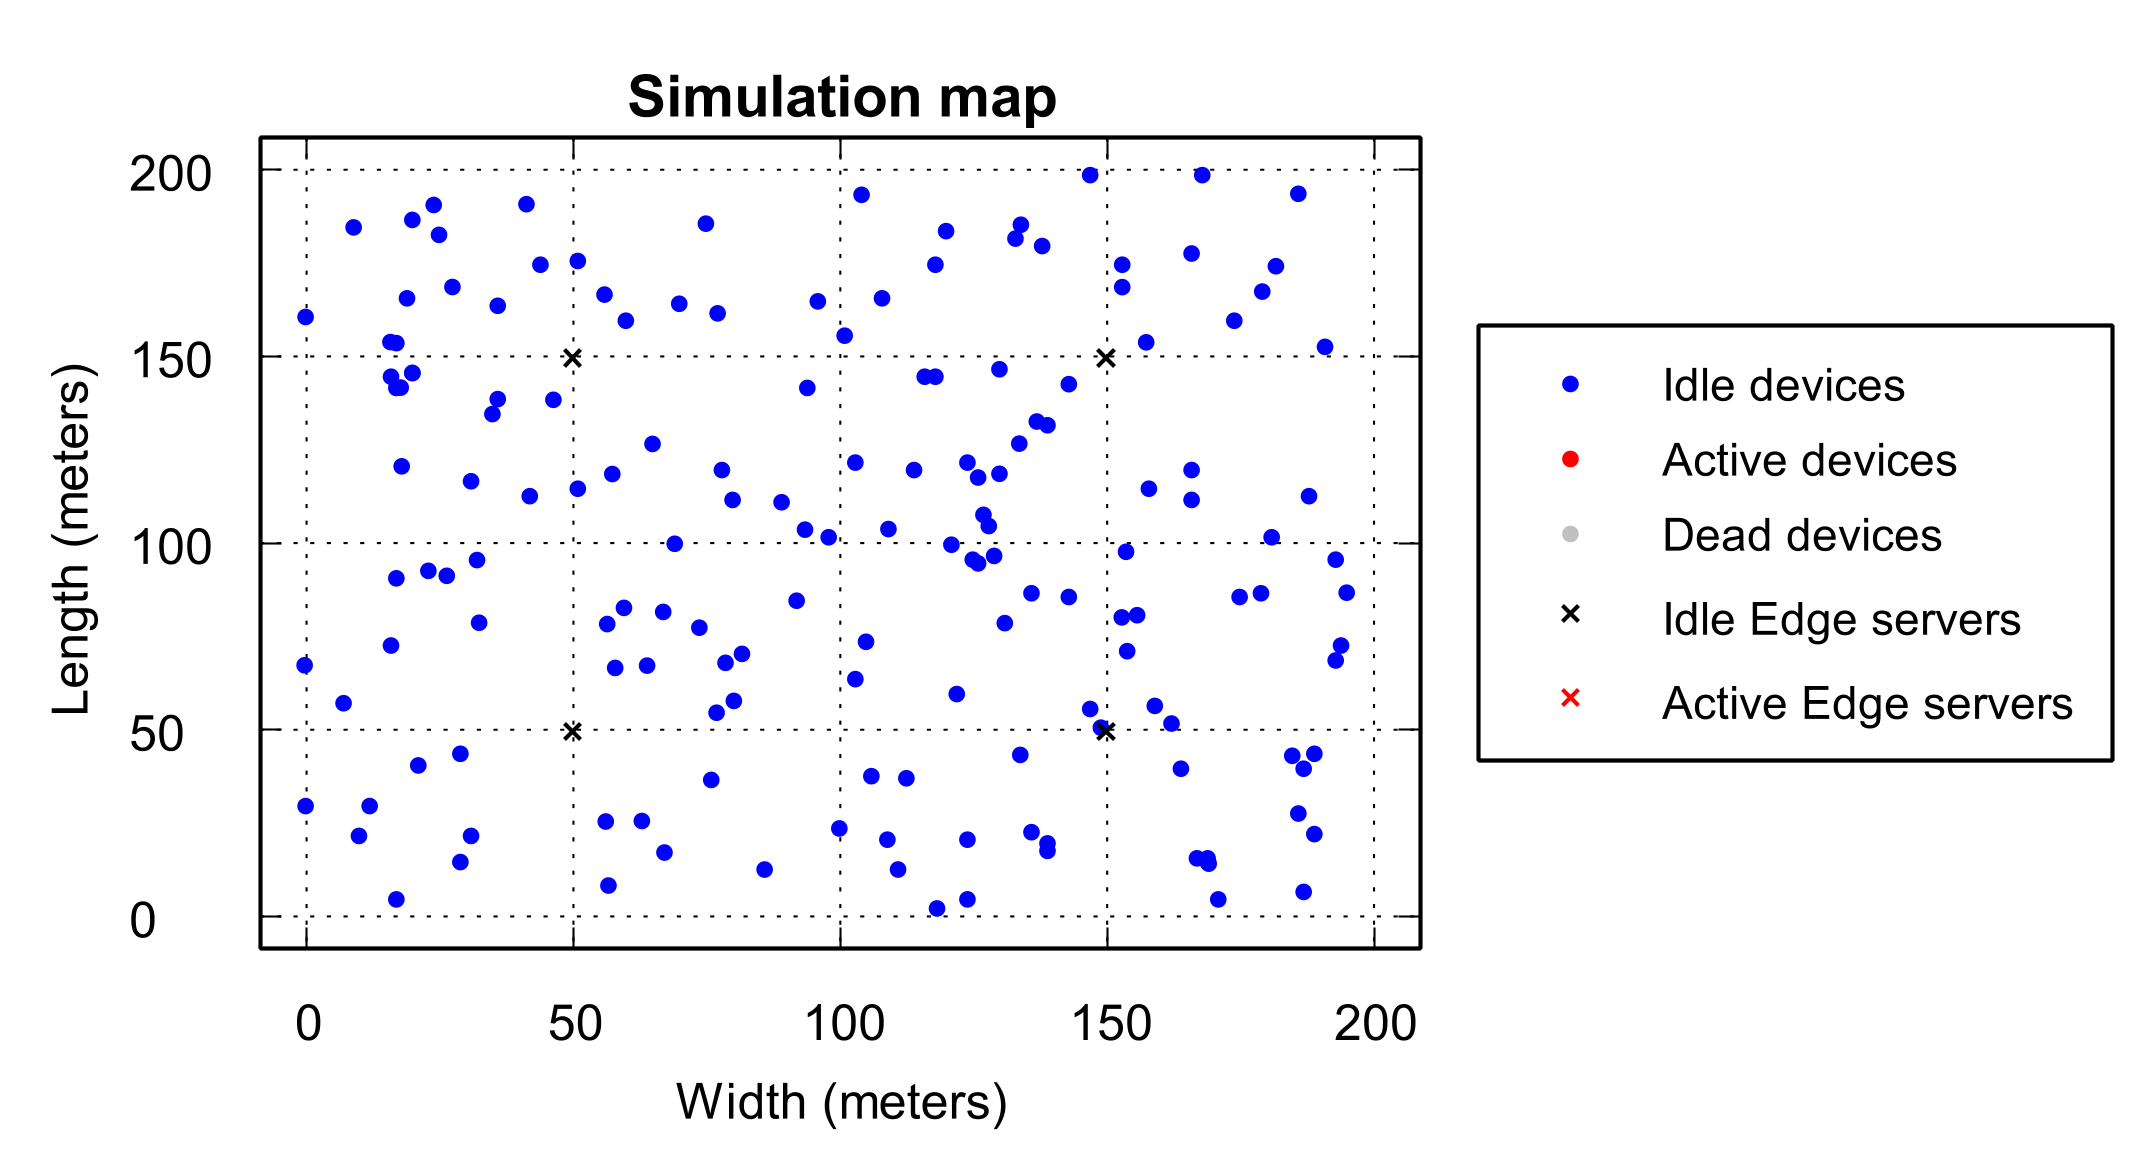 Simulation map
200
150
100
50
0
Length (meters)
0 50 100 150 200
Width (meters)
Idle devices
Active devices
Dead devices
Idle Edge servers
Active Edge servers